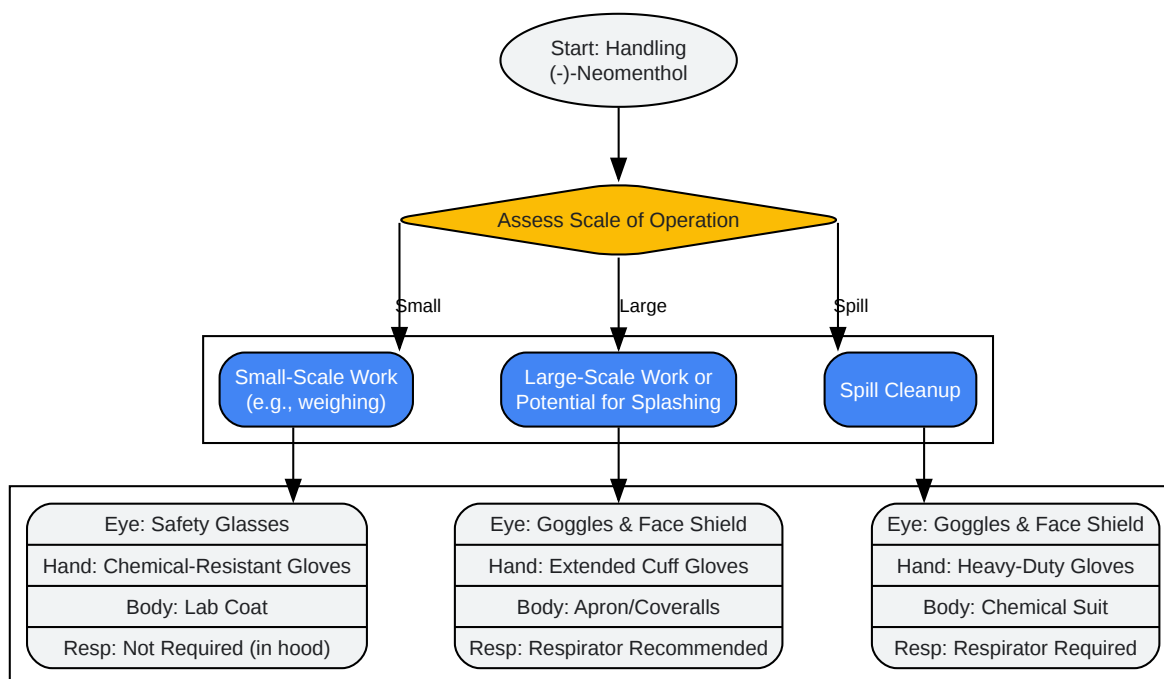 Start: Handling
(-)-Neomenthol
Assess Scale of Operation
Small
Large
Spill
Small-Scale Work
(e.g., weighing)
Large-Scale Work or
Potential for Splashing
Spill Cleanup
Eye: Safety Glasses
Hand: Chemical-Resistant Gloves
Body: Lab Coat
Resp: Not Required (in hood)
Eye: Goggles & Face Shield
Hand: Extended Cuff Gloves
Body: Apron/Coveralls
Resp: Respirator Recommended
Eye: Goggles & Face Shield
Hand: Heavy-Duty Gloves
Body: Chemical Suit
Resp: Respirator Required